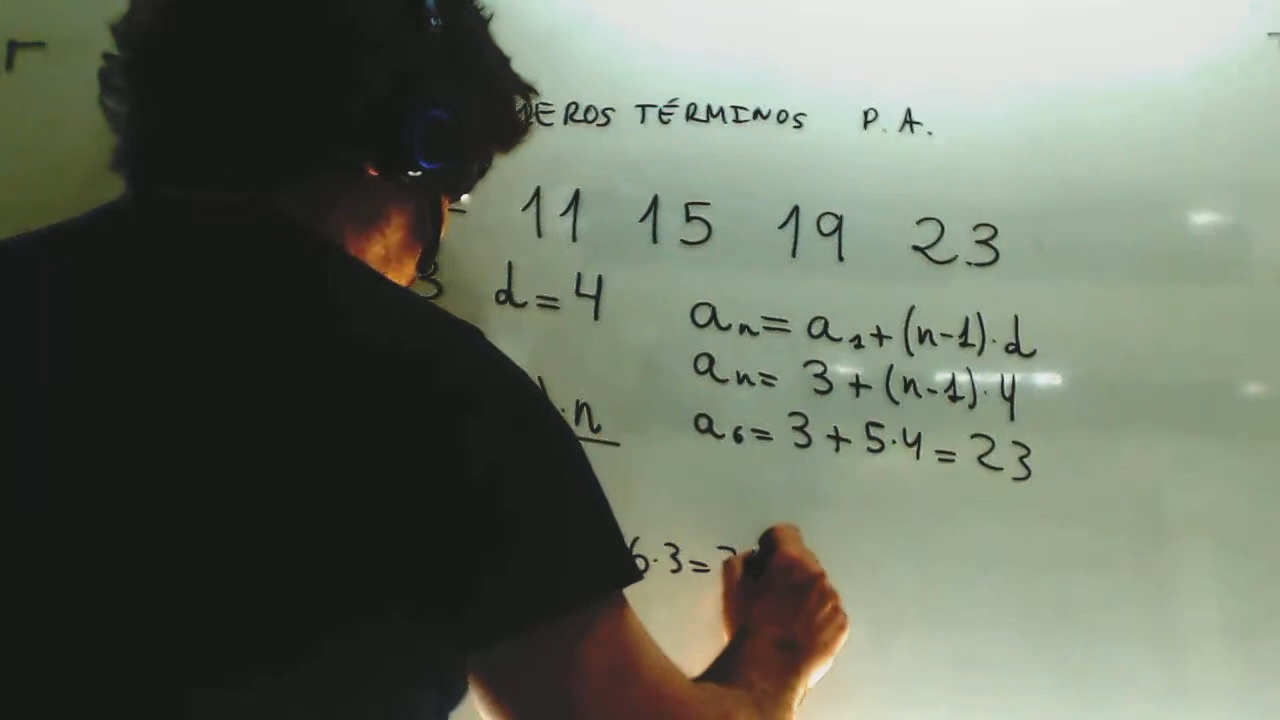 EROS TÉRMINOS P. A.
11 15 19 23
3 d=4
aₙ= a₁+(n-1)·d
aₙ= 3+(n-1)·4
·n
a₆= 3+5·4=23
6·3=